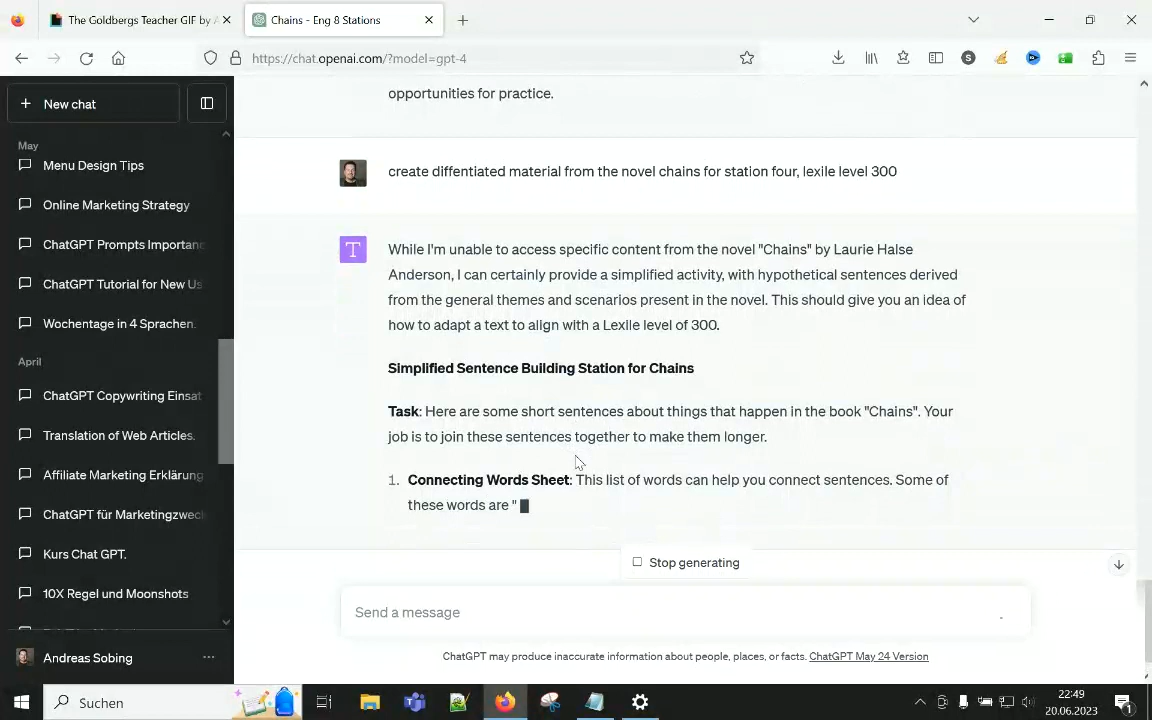 The Goldbergs Teacher GIF by A
Chains - Eng 8 Stations
https://chat.openai.com/?model=gpt-4
S
New chat
May
Menu Design Tips
Online Marketing Strategy
ChatGPT Prompts Importanc
ChatGPT Tutorial for New Us
Wochentage in 4 Sprachen.
April
ChatGPT Copywriting Einsat
Translation of Web Articles.
Affiliate Marketing Erklärung
ChatGPT für Marketingzwec
Kurs Chat GPT.
10X Regel und Moonshots
Andreas Sobing
opportunities for practice.
create diffentiated material from the novel chains for station four, lexile level 300
T
While I'm unable to access specific content from the novel "Chains" by Laurie Halse
Anderson, I can certainly provide a simplified activity, with hypothetical sentences derived
from the general themes and scenarios present in the novel. This should give you an idea of
how to adapt a text to align with a Lexile level of 300.
Simplified Sentence Building Station for Chains
Task: Here are some short sentences about things that happen in the book "Chains". Your
job is to join these sentences together to make them longer.
1. Connecting Words Sheet: This list of words can help you connect sentences. Some of
these words are "
Stop generating
Send a message
ChatGPT may produce inaccurate information about people, places, or facts. ChatGPT May 24 Version
Suchen
22:49
20.06.2023
1